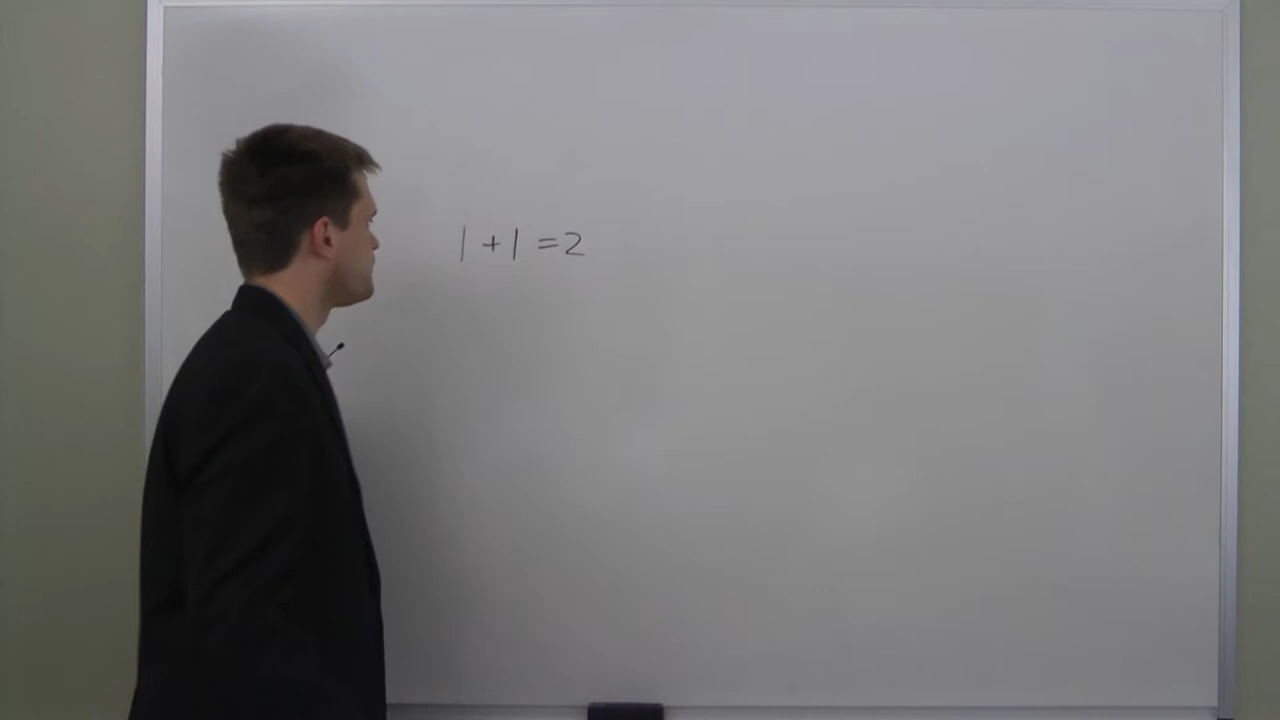 1 + 1 = 2